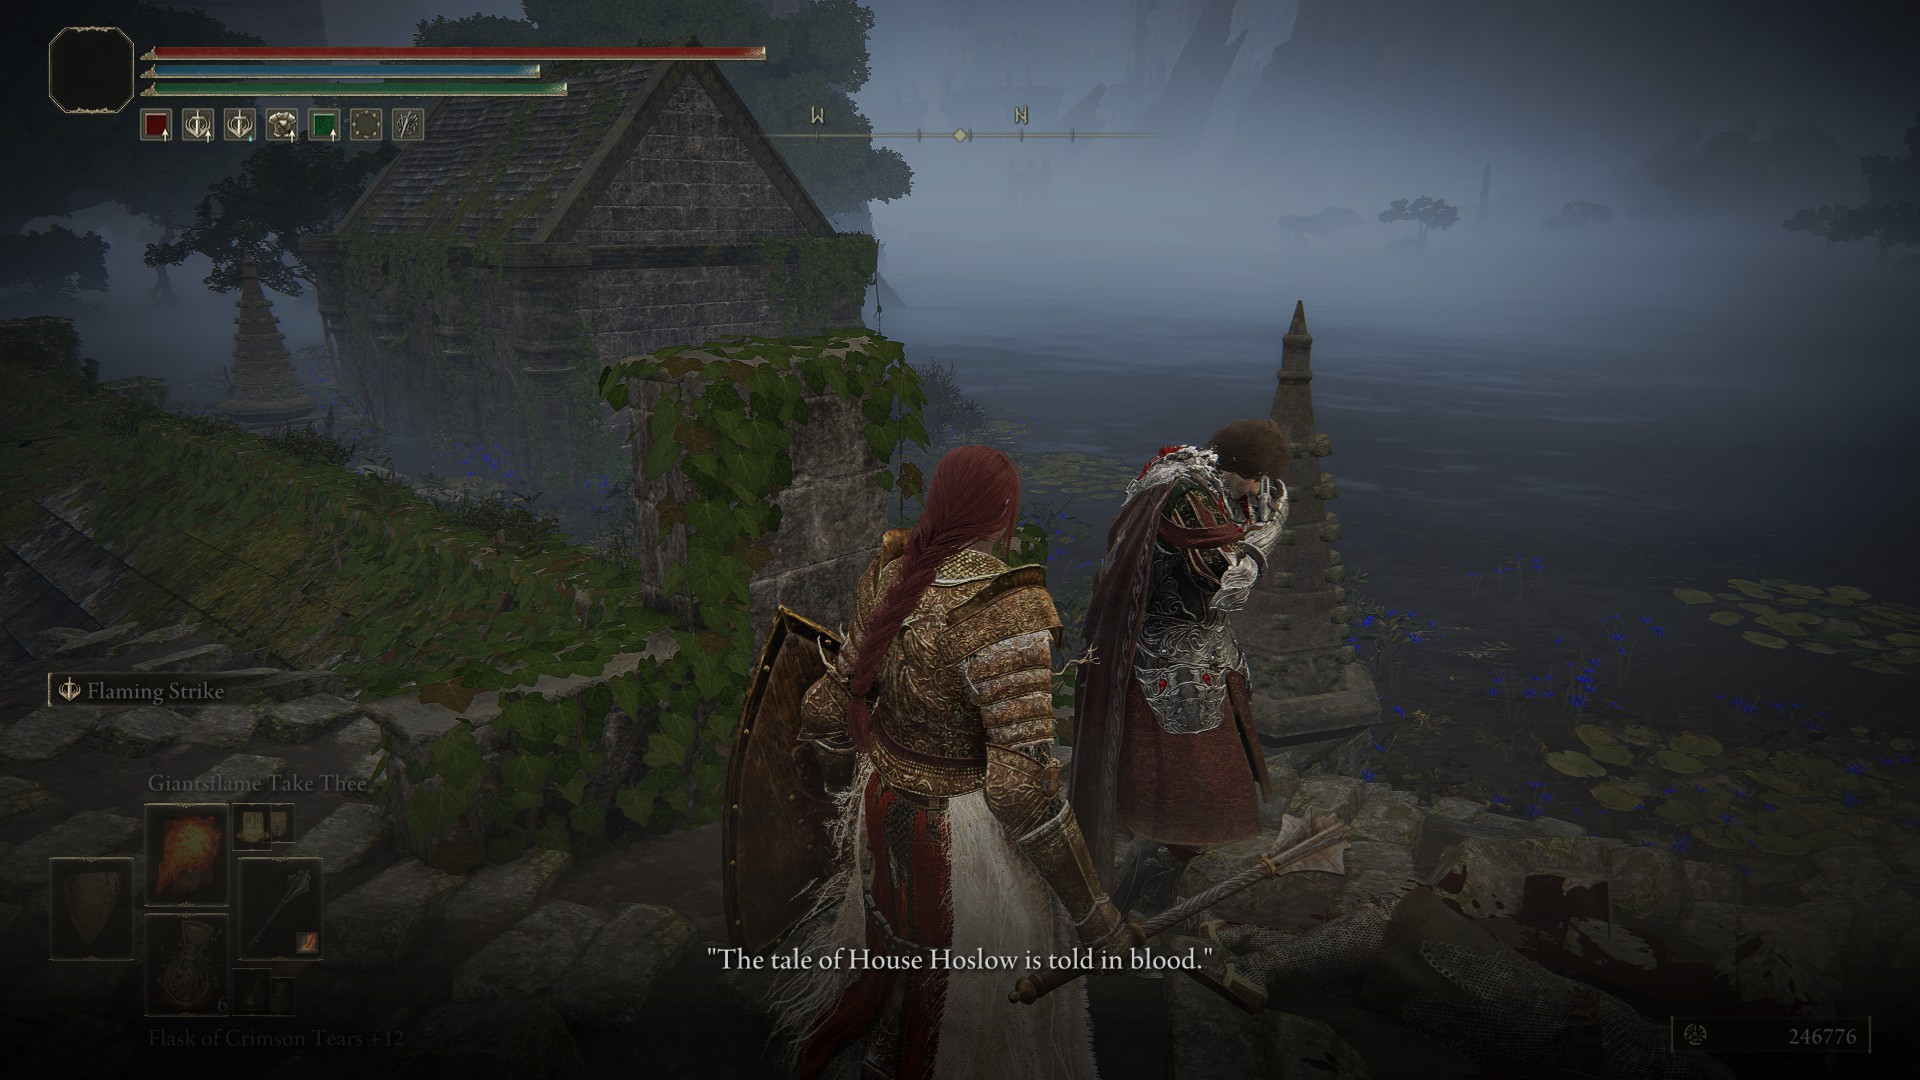 W
N
Flaming Strike
Giantsflame Take Thee
6
Flask of Crimson Tears +12
"The tale of House Hoslow is told in blood."
246776